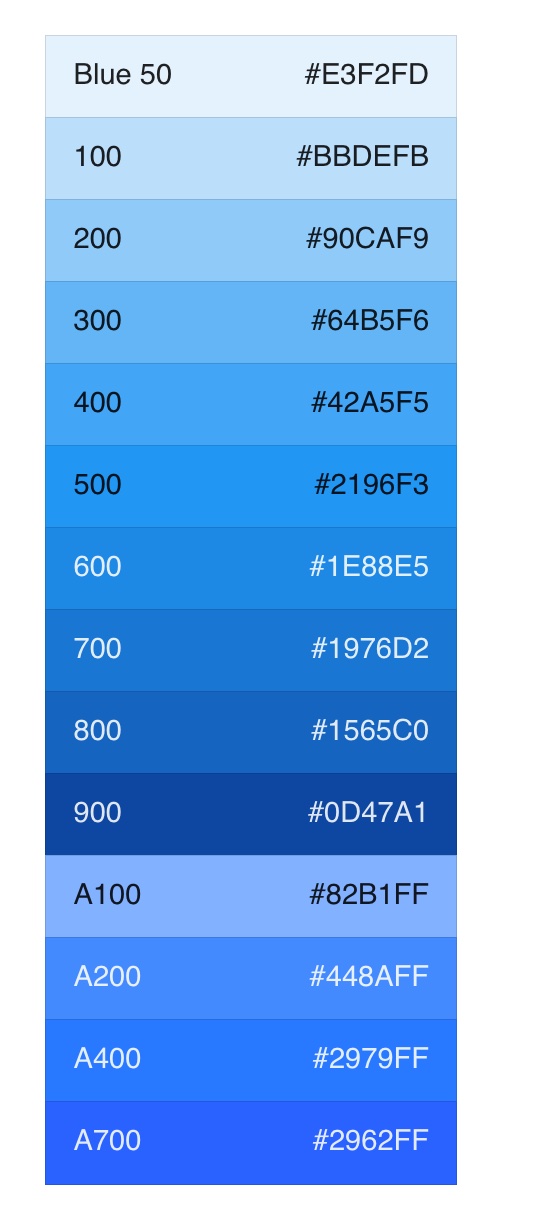 Blue 50 #E3F2FD
100 #BBDEFB
200 #90CAF9
300 #64B5F6
400 #42A5F5
500 #2196F3
600 #1E88E5
700 #1976D2
800 #1565C0
900 #0D47A1
A100 #82B1FF
A200 #448AFF
A400 #2979FF
A700 #2962FF